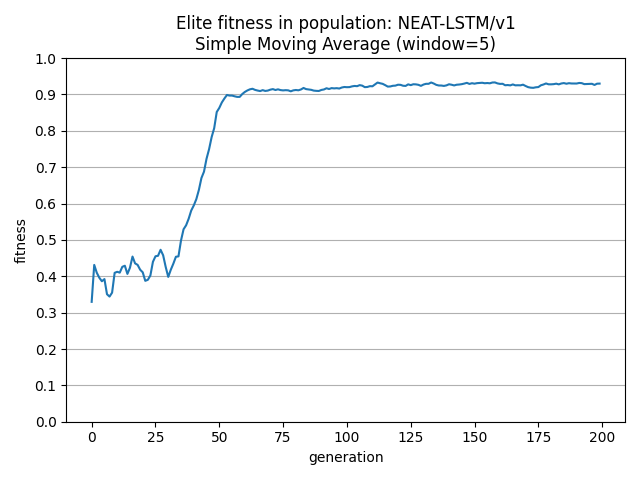 Elite fitness in population: NEAT-LSTM/v1
Simple Moving Average (window=5)
1.0
0.9
0.8
0.7
0.6
0.5
0.4
0.3
0.2
0.1
0.0
fitness
0 25 50 75 100 125 150 175 200
generation